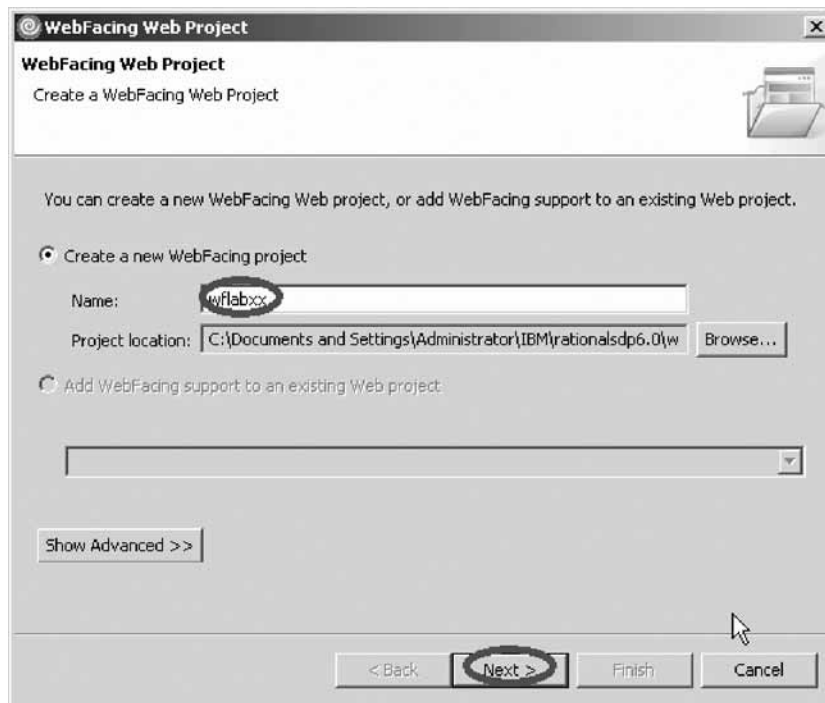 WebFacing Web Project
WebFacing Web Project
Create a WebFacing Web Project
You can create a new WebFacing Web project, or add WebFacing support to an existing Web project.
Create a new WebFacing project
Name: wflabxx
Project location: C:\Documents and Settings\Administrator\IBM\rationalsdp6.0\w Browse...
Add WebFacing support to an existing Web project
Show Advanced >>
< Back Next > Finish Cancel